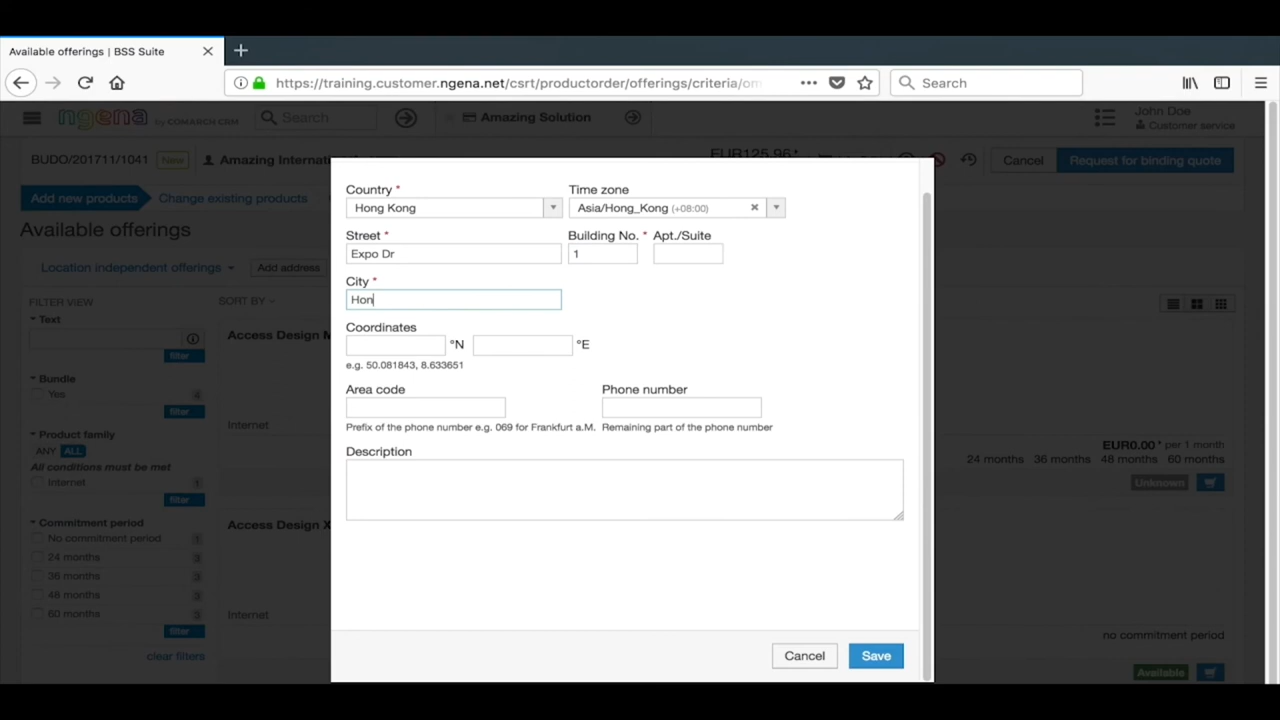 Available offerings | BSS Suite
https://training.customer.ngena.net/csrt/productorder/offerings/criteria/om
Search
ngena by COMARCH CRM
Search
Amazing Solution
John Doe
Customer service
BUDO/201711/1041
New
Amazing Internat
EUR125.96*
Cancel
Request for binding quote
Add new products
Change existing products
Available offerings
Location independent offerings
Add address
FILTER VIEW
SORT BY
Text
filter
Bundle
Yes
4
filter
Product family
ANY ALL
All conditions must be met
Internet
1
filter
Commitment period
No commitment period
1
24 months
3
36 months
3
48 months
3
60 months
3
filter
clear filters
Access Design M
Internet
EUR0.00* per 1 month
24 months 36 months 48 months 60 months
Unknown
Access Design X
Internet
no commitment period
Available
Country *
Time zone
Hong Kong
Asia/Hong_Kong (+08:00)
Street *
Building No. *
Apt./Suite
Expo Dr
1
City *
Hon
Coordinates
°N
°E
e.g. 50.081843, 8.633651
Area code
Phone number
Prefix of the phone number e.g. 069 for Frankfurt a.M.
Remaining part of the phone number
Description
Cancel
Save